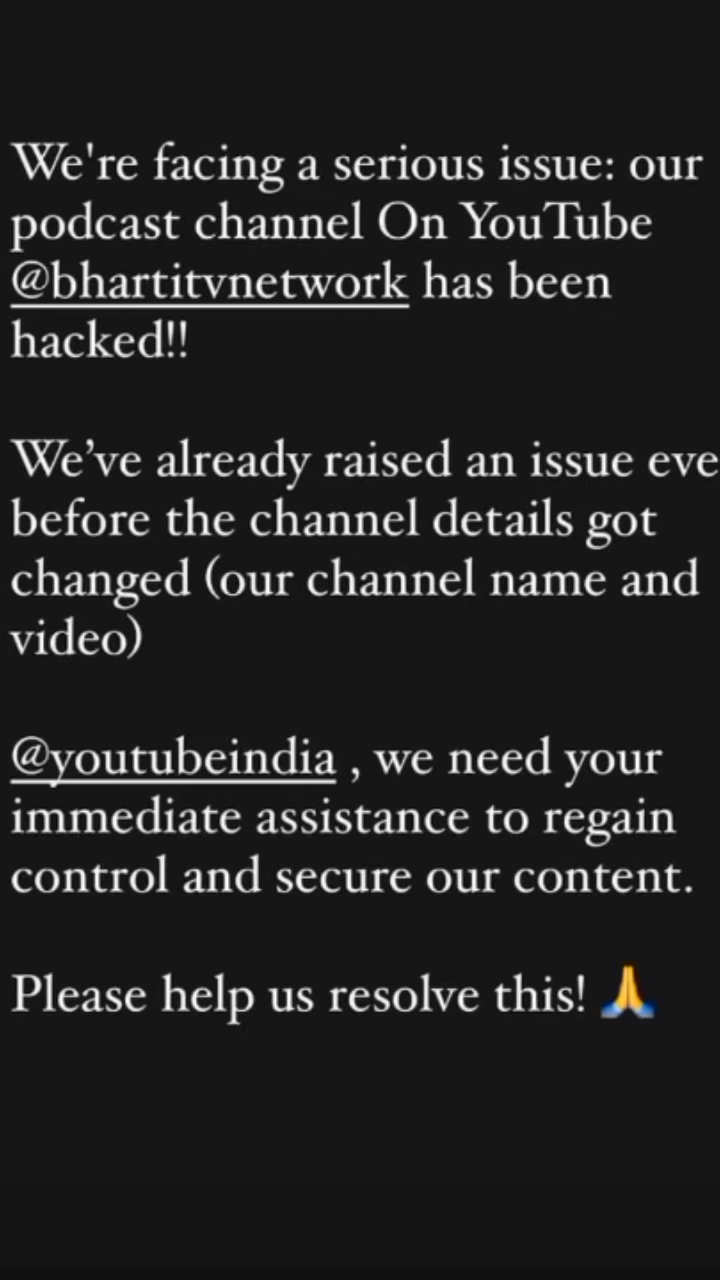 We're facing a serious issue: our
podcast channel On YouTube
@bhartitvnetwork has been
hacked!!
We’ve already raised an issue eve
before the channel details got
changed (our channel name and
video)
@youtubeindia , we need your
immediate assistance to regain
control and secure our content.
Please help us resolve this! 🙏